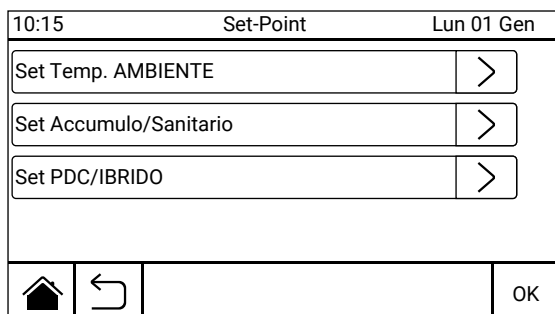 10:15 Set-Point Lun 01 Gen
Set Temp. AMBIENTE
Set Accumulo/Sanitario
Set PDC/IBRIDO
OK